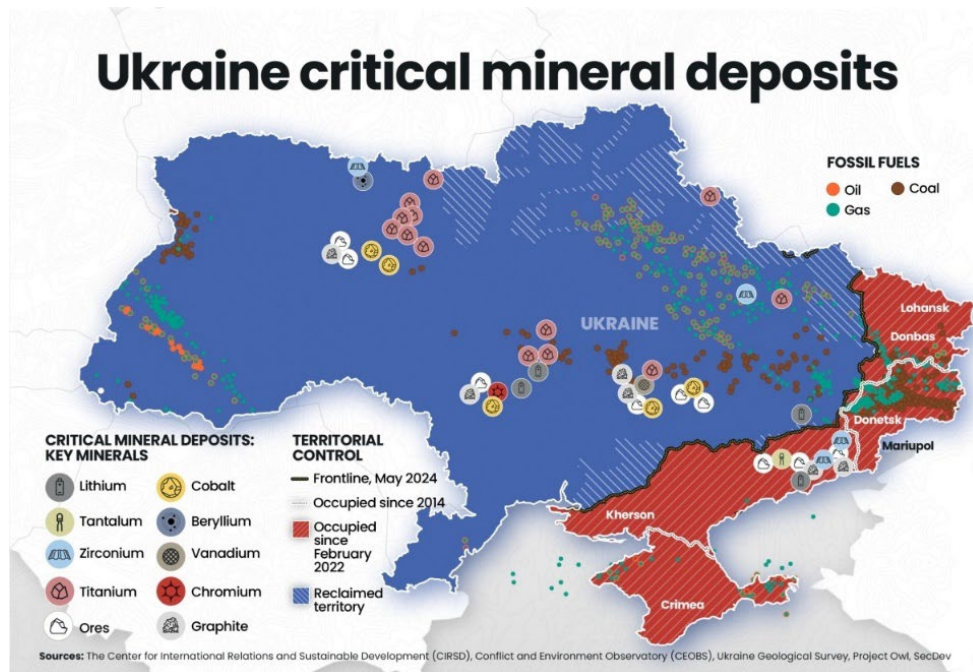 Ukraine critical mineral deposits
FOSSIL FUELS
Oil
Coal
Gas
UKRAINE
Lohansk
Donbas
Donetsk
Mariupol
Kherson
Crimea
CRITICAL MINERAL DEPOSITS:
KEY MINERALS
Lithium
Cobalt
Tantalum
Beryllium
Zirconium
Vanadium
Titanium
Chromium
Ores
Graphite
TERRITORIAL
CONTROL
Frontline, May 2024
Occupied since 2014
Occupied
since
February
2022
Reclaimed
territory
Sources: The Center for International Relations and Sustainable Development (CIRSD), Conflict and Environment Observatory (CEOBS), Ukraine Geological Survey, Project Owl, SecDev